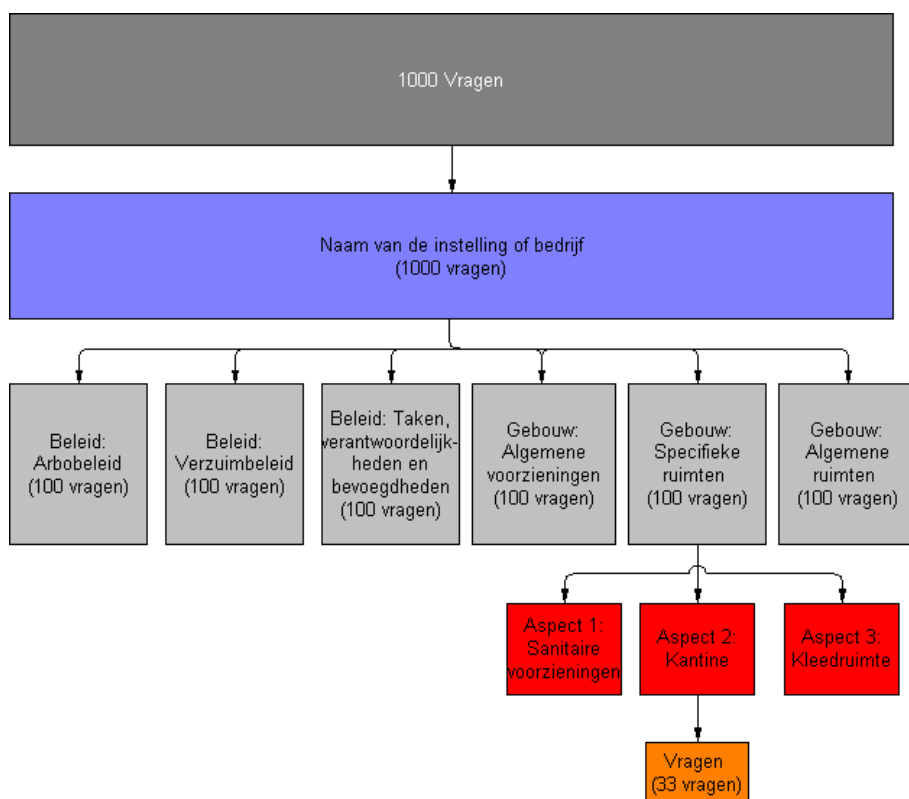 1000 Vragen
Naam van de instelling of bedrijf
(1000 vragen)
Beleid:
Arbobeleid
(100 vragen)
Beleid:
Verzuimbeleid
(100 vragen)
Beleid: Taken,
verantwoordelijk-
heden en
bevoegdheden
(100 vragen)
Gebouw:
Algemene
voorzieningen
(100 vragen)
Gebouw:
Specifieke
ruimten
(100 vragen)
Gebouw:
Algemene
ruimten
(100 vragen)
Aspect 1:
Sanitaire
voorzieningen
Aspect 2:
Kantine
Aspect 3:
Kleedruimte
Vragen
(33 vragen)